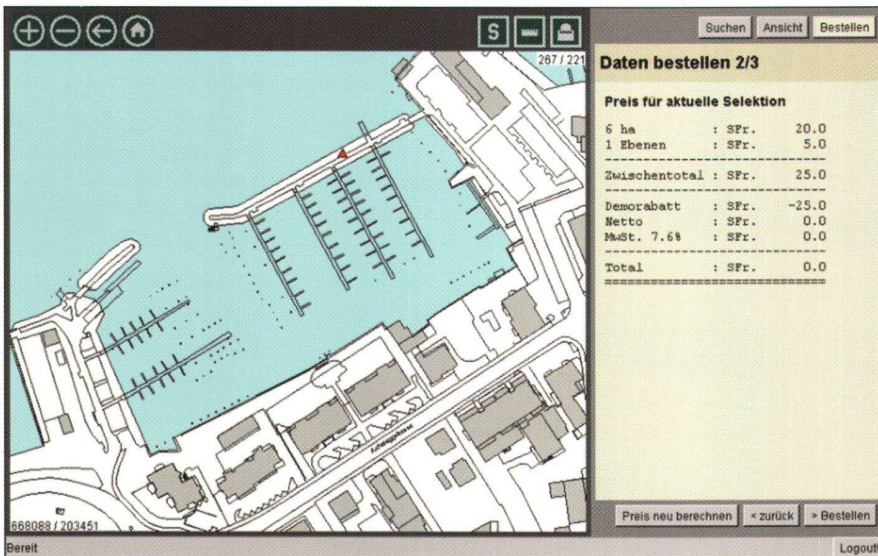 S
Suchen Ansicht Bestellen
267 / 221
Daten bestellen 2/3
Preis für aktuelle Selektion
6 ha : SFr. 20.0
1 Ebenen : SFr. 5.0
Zwischentotal : SFr. 25.0
Demorabatt : SFr. -25.0
Netto : SFr. 0.0
MwSt. 7.6% : SFr. 0.0
Total : SFr. 0.0
668088 / 203451
Preis neu berechnen < zurück > Bestellen
Bereit
Logout